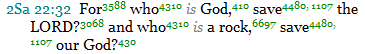 2Sa 22:32 For3588 who4310 is God,410 save4480, 1107 the
LORD?3068 and who4310 is a rock,6697 save4480,
1107 our God?430